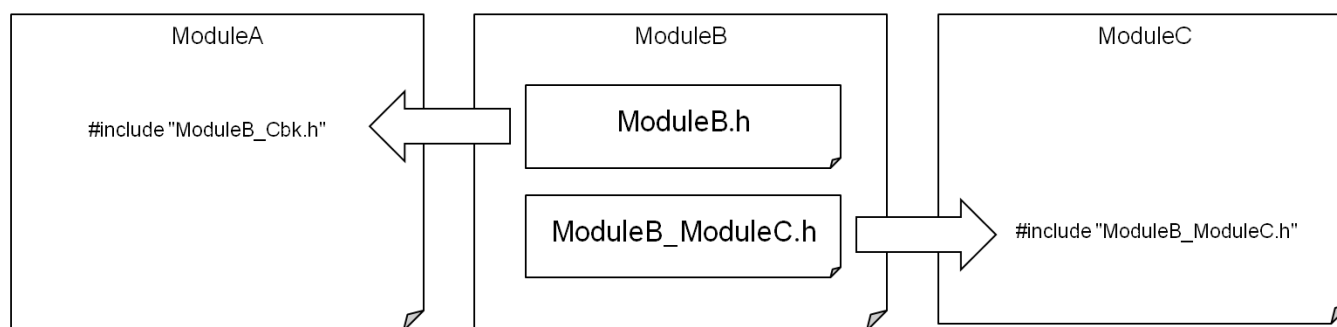 ModuleA
#include "ModuleB_Cbk.h"
ModuleB
ModuleB.h
ModuleB_ModuleC.h
ModuleC
#include "ModuleB_ModuleC.h"